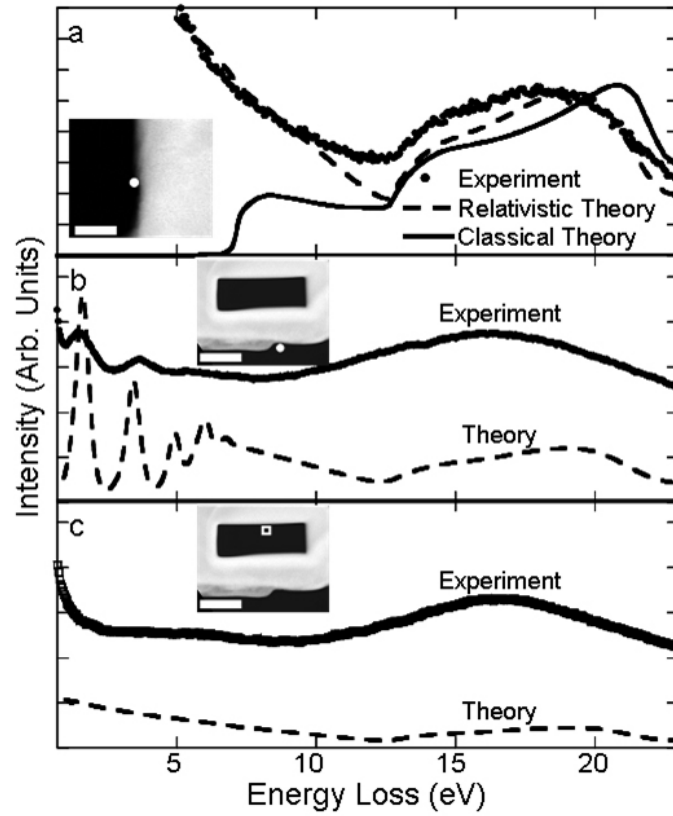 a
Experiment
Relativistic Theory
Classical Theory
Intensity (Arb. Units)
b
Experiment
Theory
c
Experiment
Theory
5 10 15 20
Energy Loss (eV)